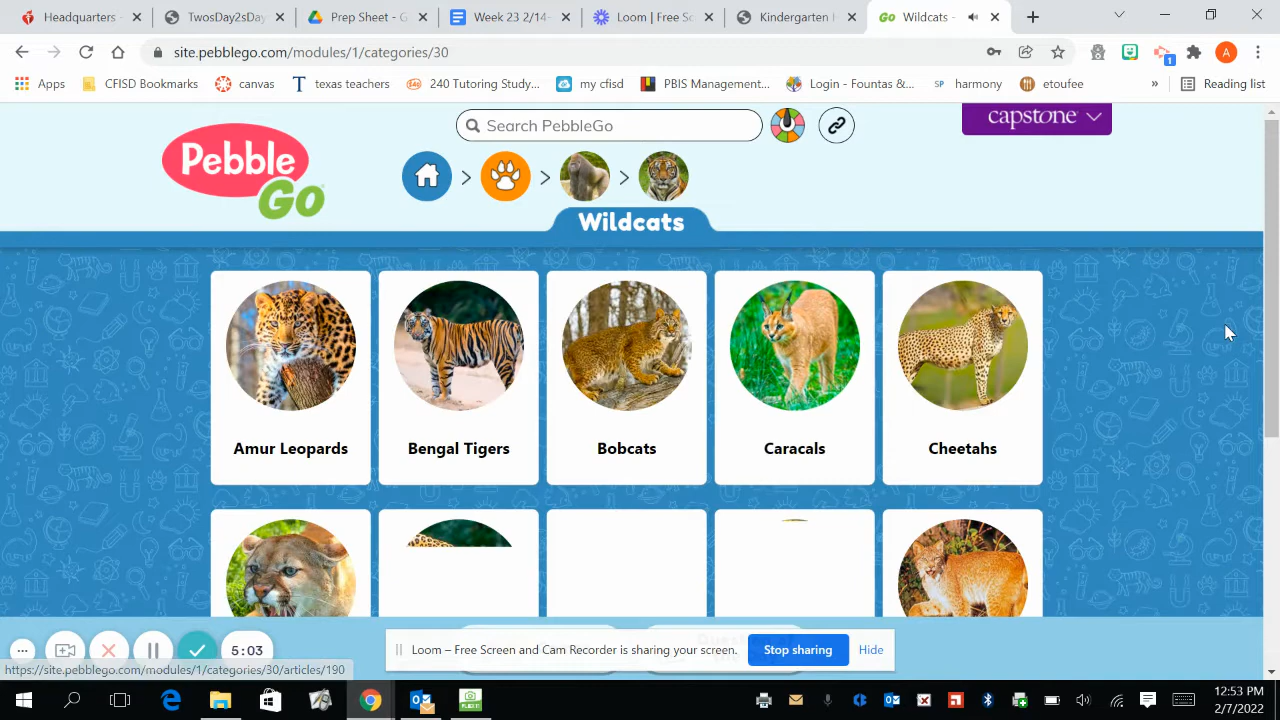 Headquarters
TwosDay2sDay
Prep Sheet - G
Week 23 2/14-
Loom | Free Sc
Kindergarten
GO Wildcats -
site.pebblego.com/modules/1/categories/30
A
1
Apps
CFISD Bookmarks
canvas
T texas teachers
240 Tutoring Study...
my cfisd
PBIS Management...
Login - Fountas &...
SP harmony
etoufee
»
Reading list
Pebble
Go
Search PebbleGo
capstone
Wildcats
Amur Leopards
Bengal Tigers
Bobcats
Caracals
Cheetahs
5:03
Loom – Free Screen and Cam Recorder is sharing your screen.
Stop sharing
Hide
https://site.pebblego.com/modules/1/categories/30/articles/190
12:53 PM
2/7/2022